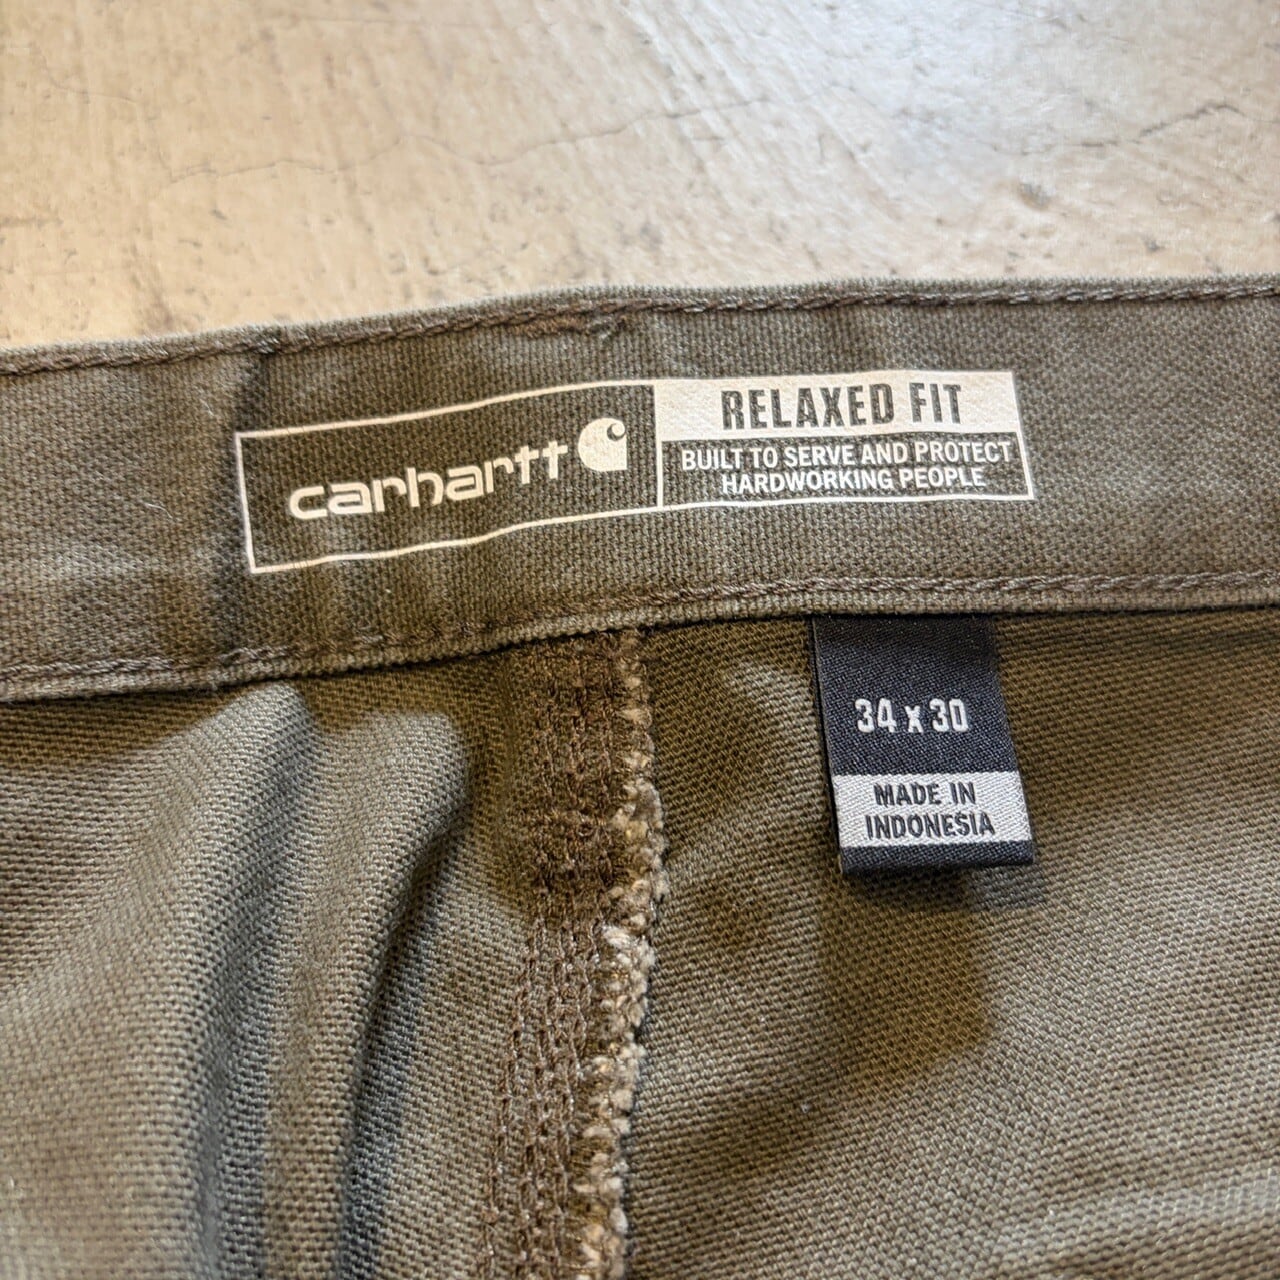 carhartt
RELAXED FIT
BUILT TO SERVE AND PROTECT
HARDWORKING PEOPLE
34 x 30
MADE IN
INDONESIA